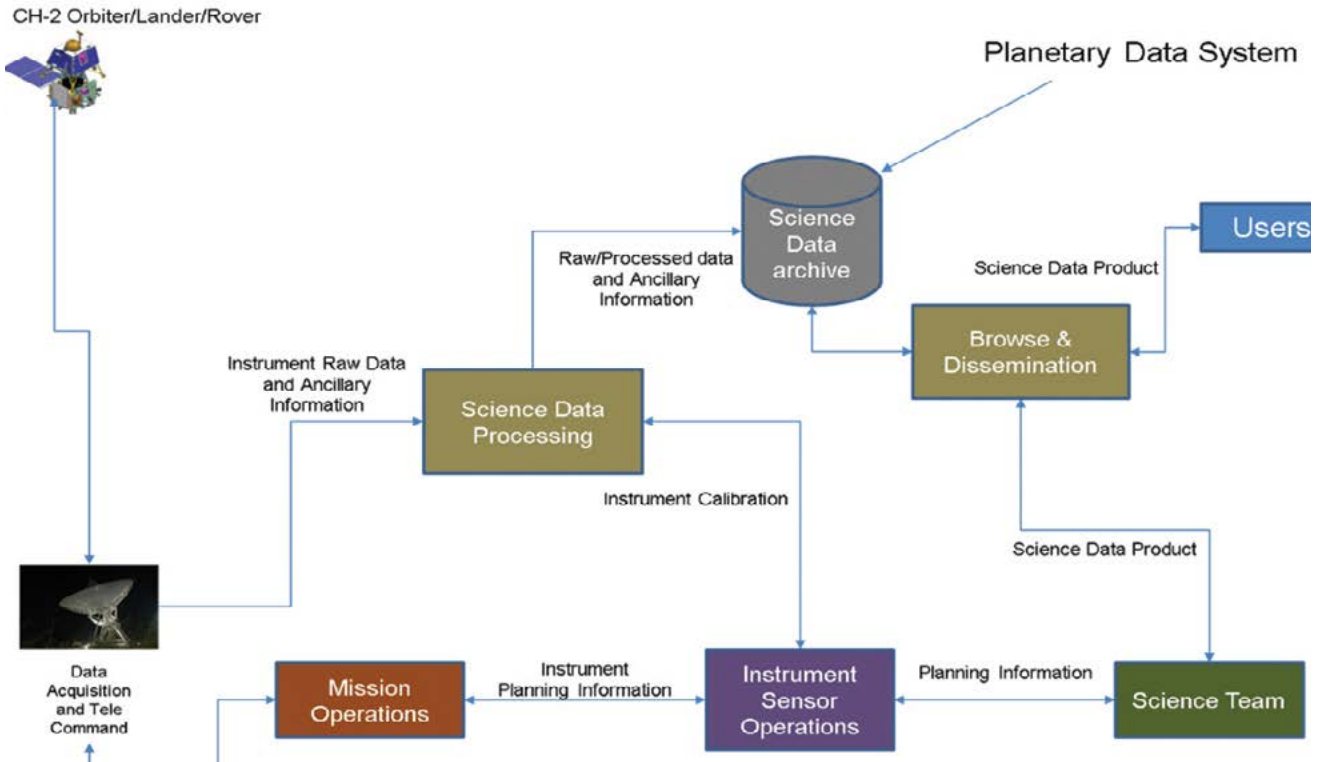 CH-2 Orbiter/Lander/Rover
Planetary Data System
Science
Data
archive
Users
Raw/Processed data
and Ancillary
Information
Science Data Product
Browse &
Dissemination
Instrument Raw Data
and Ancillary
Information
Science Data
Processing
Instrument Calibration
Science Data Product
Data
Acquisition
and Tele
Command
Mission
Operations
Instrument
Planning Information
Instrument
Sensor
Operations
Planning Information
Science Team